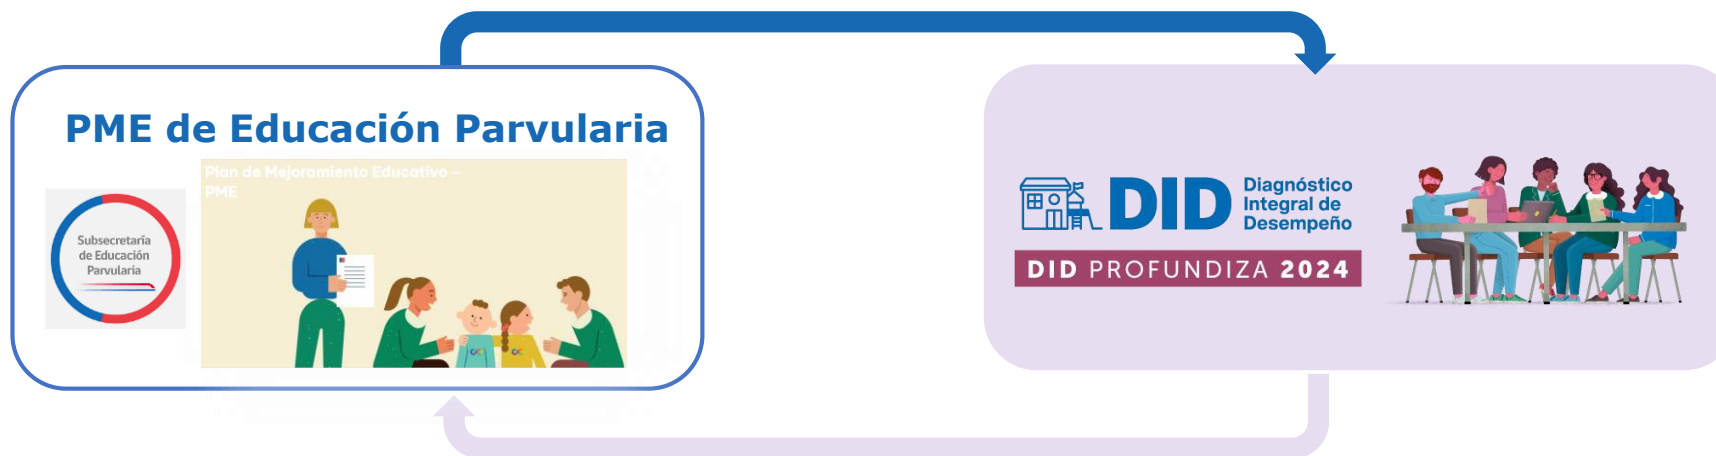 PME de Educación Parvularia
Plan de Mejoramiento Educativo –
PME
Subsecretaría
de Educación
Parvularia
DID
Diagnóstico
Integral de
Desempeño
DID PROFUNDIZA 2024